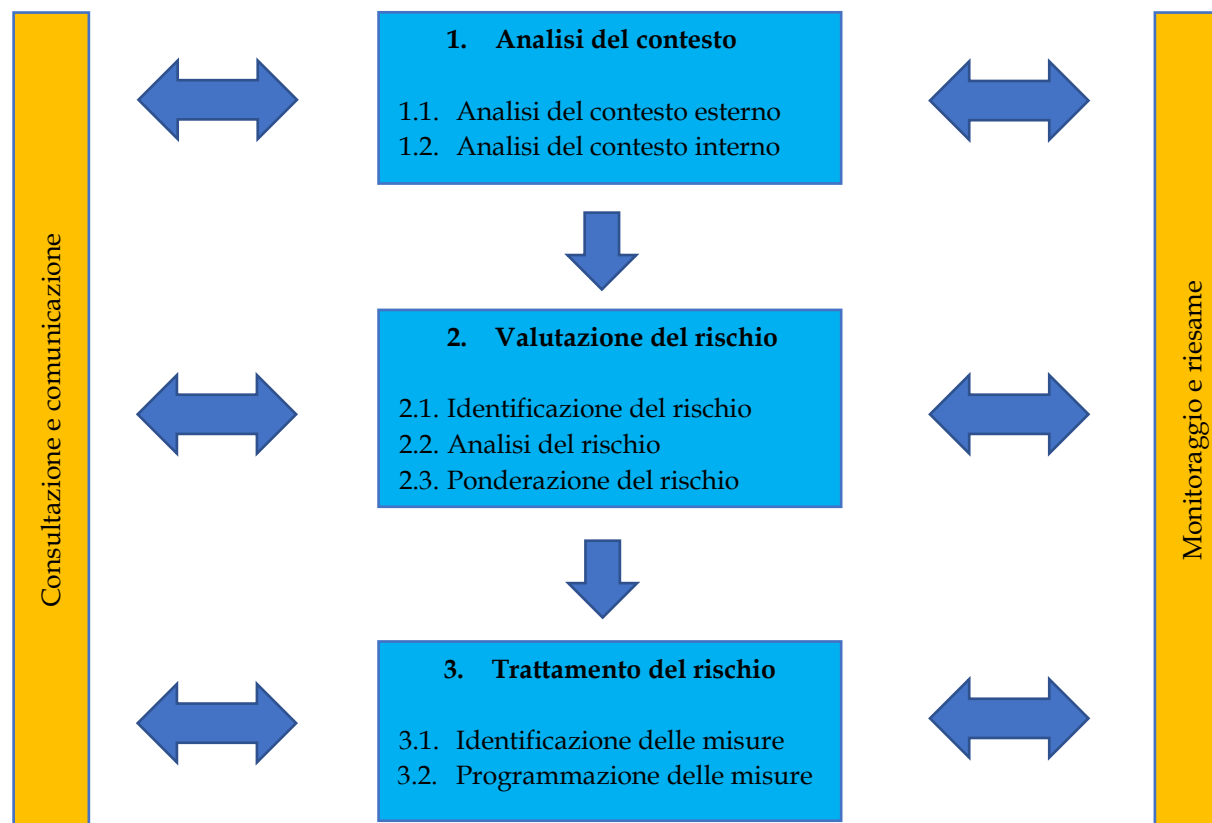 Consultazione e comunicazione
1. Analisi del contesto
1.1. Analisi del contesto esterno
1.2. Analisi del contesto interno
2. Valutazione del rischio
2.1. Identificazione del rischio
2.2. Analisi del rischio
2.3. Ponderazione del rischio
3. Trattamento del rischio
3.1. Identificazione delle misure
3.2. Programmazione delle misure
Monitoraggio e riesame